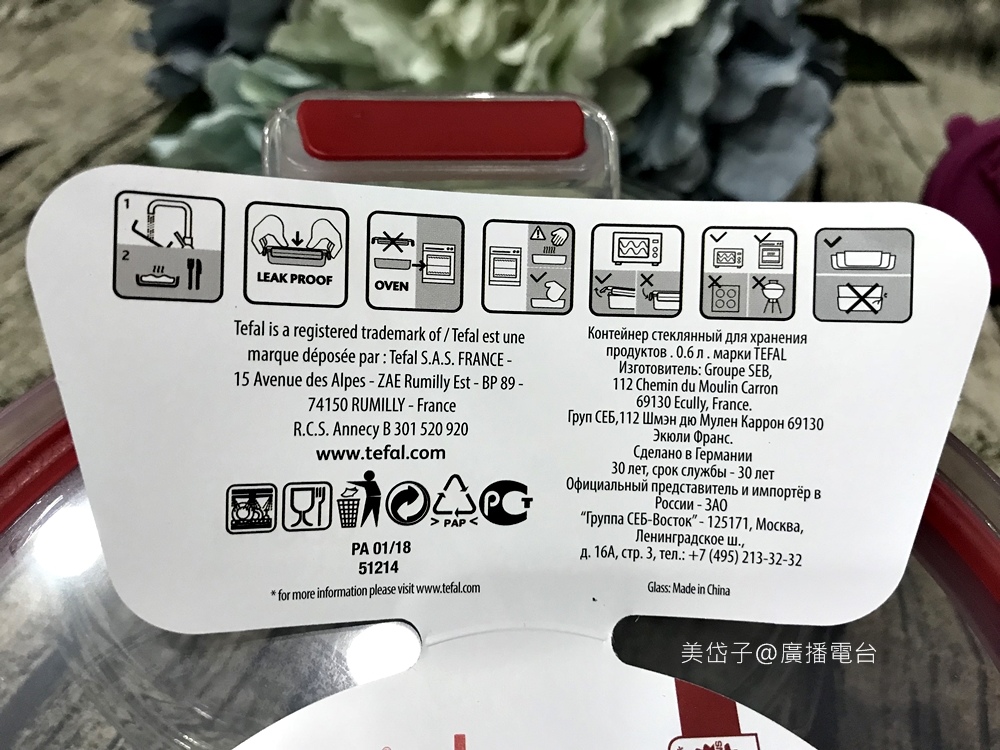 1
2
LEAK PROOF
OVEN
Tefal is a registered trademark of / Tefal est une
marque déposée par : Tefal S.A.S. FRANCE -
15 Avenue des Alpes - ZAE Rumilly Est - BP 89 -
74150 RUMILLY - France
R.C.S. Annecy B 301 520 920
www.tefal.com
PAP
PA 01/18
51214
* for more information please visit www.tefal.com
Контейнер стеклянный для хранения
продуктов . 0.6 л . марки TEFAL
Изготовитель: Groupe SEB,
112 Chemin du Moulin Carron
69130 Ecully, France.
Груп СЕБ,112 Шмэн дю Мулен Каррон 69130
Экюли Франс.
Сделано в Германии
30 лет, срок службы - 30 лет
Официальный представитель и импортёр в
России - ЗАО
“Группа СЕБ-Восток” - 125171, Москва,
Ленинградское ш.,
д. 16А, стр. 3, тел.: +7 (495) 213-32-32
Glass: Made in China
美岱子@廣播電台